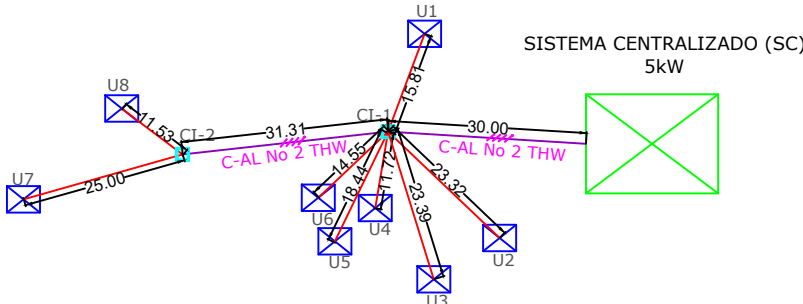 U1
SISTEMA CENTRALIZADO (SC)
5kW
U8
15.81
11.53
CI-1
CI-2
31.31
30.00
C-AL No 2 THW
C-AL No 2 THW
14.55
18.44
11.72
23.39
23.32
25.00
U7
U6
U4
U5
U2
U3